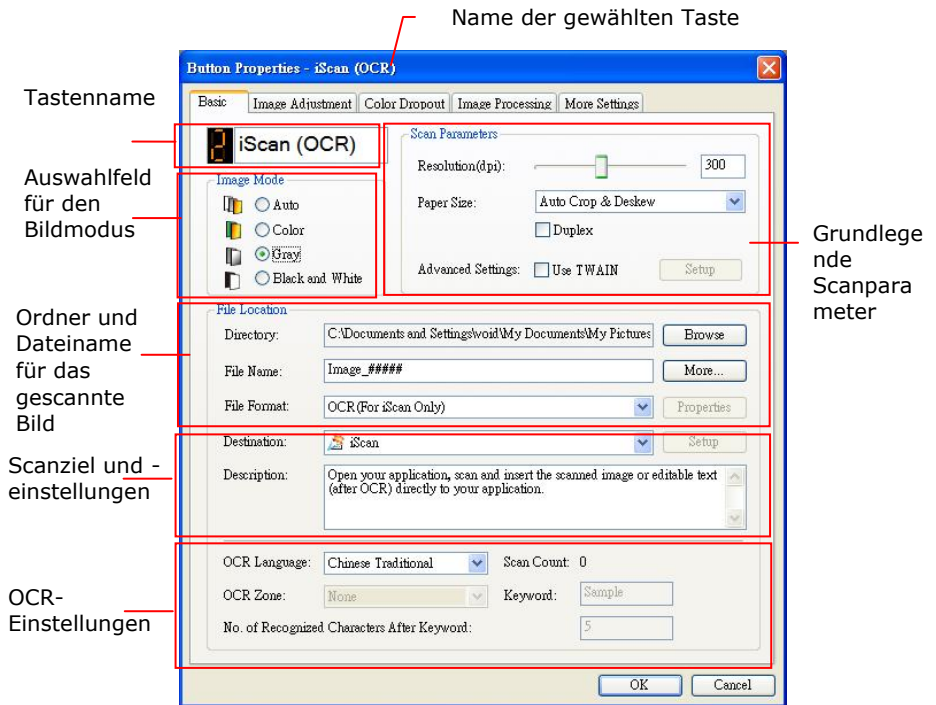 Name der gewählten Taste
Button Properties - iScan (OCR)
Tastenname
Basic
Image Adjustment
Color Dropout
Image Processing
More Settings
2 iScan (OCR)
Auswahlfeld
für den
Bildmodus
Image Mode
Auto
Color
Gray
Black and White
Scan Parameters
Resolution(dpi): 300
Paper Size: Auto Crop & Deskew
Duplex
Advanced Settings: Use TWAIN Setup
Grundlege
nde
Scanpara
meter
Ordner und
Dateiname
für das
gescannte
Bild
File Location
Directory: C:\Documents and Settings\void\My Documents\My Pictures Browse
File Name: Image_##### More...
File Format: OCR(For iScan Only) Properties
Scanziel und -
einstellungen
Destination: iScan Setup
Description: Open your application, scan and insert the scanned image or editable text
(after OCR) directly to your application.
OCR-
Einstellungen
OCR Language: Chinese Traditional Scan Count: 0
OCR Zone: None Keyword: Sample
No. of Recognized Characters After Keyword: 5
OK Cancel